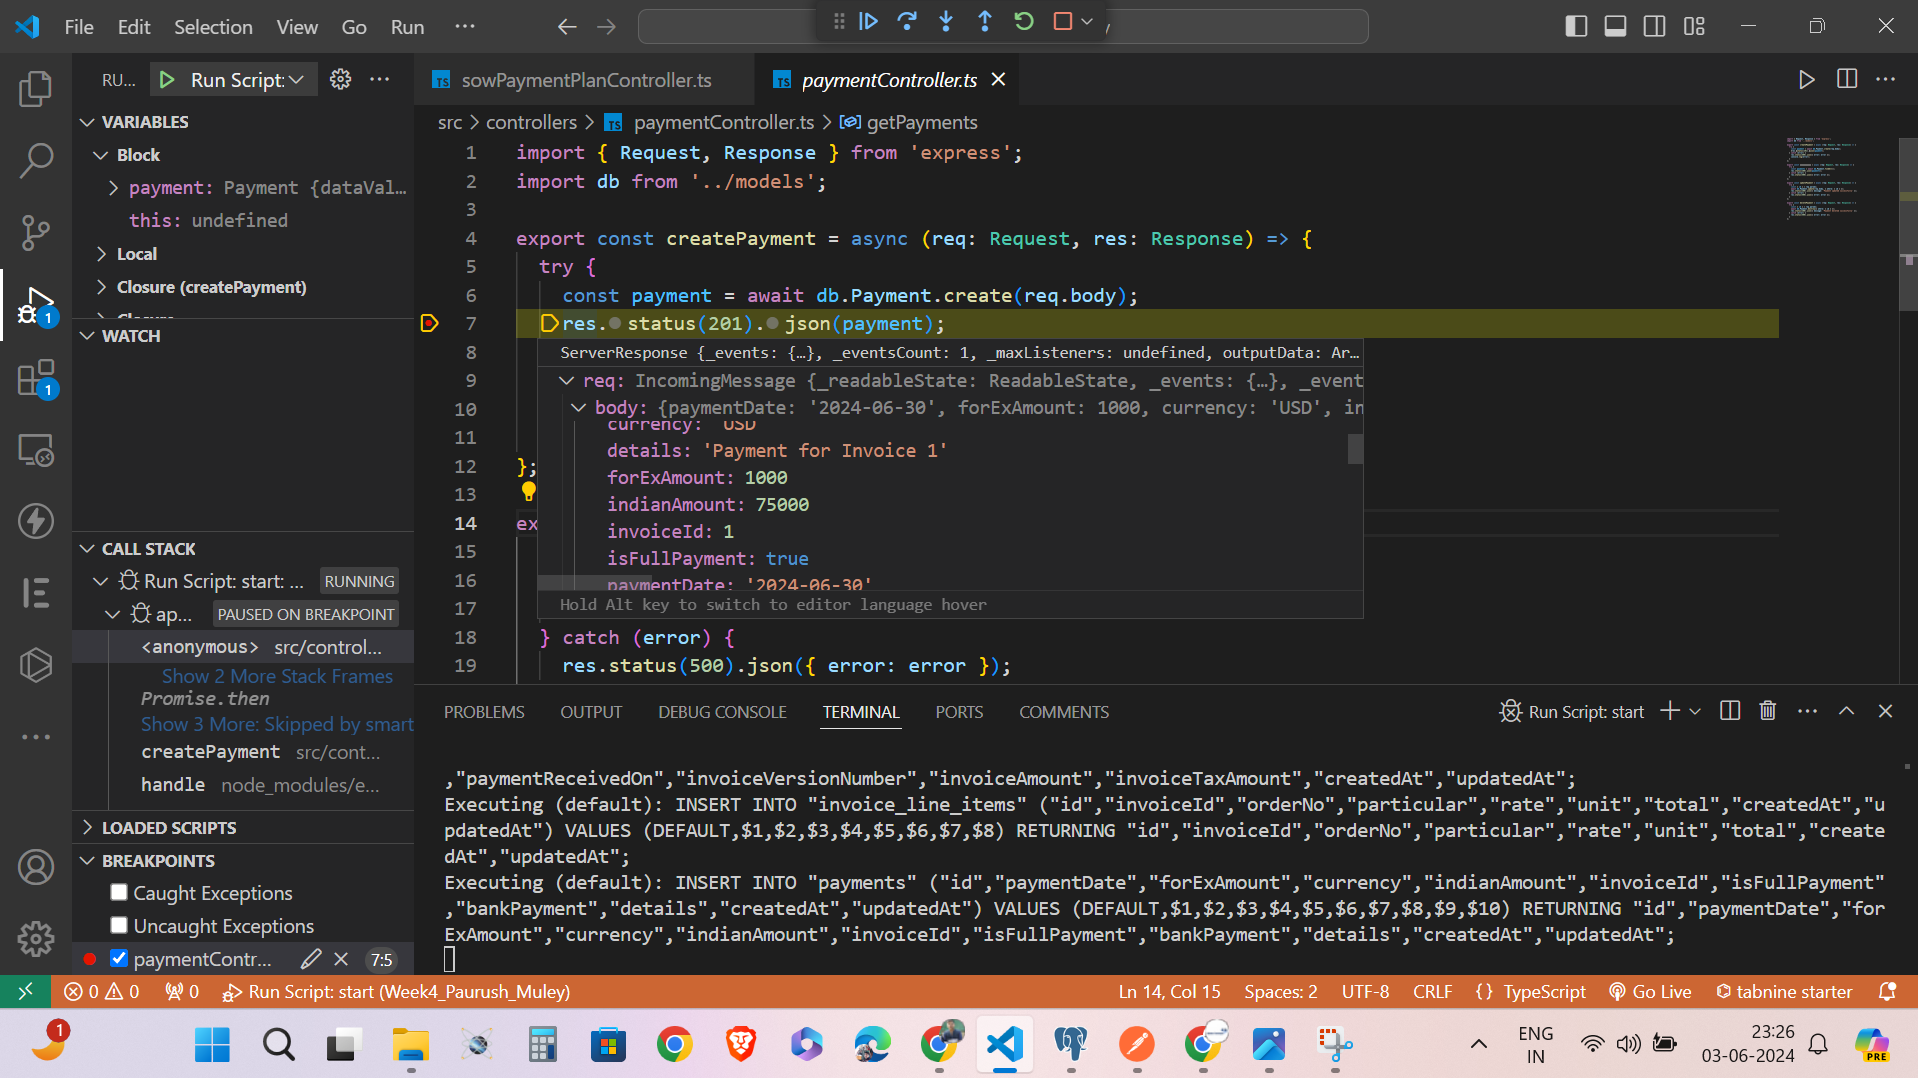 File Edit Selection View Go Run ···
RU... Run Script: ···
sowPaymentPlanController.ts
paymentController.ts
src > controllers > paymentController.ts > getPayments
VARIABLES
Block
payment: Payment {dataVal...
this: undefined
Local
Closure (createPayment)
WATCH
CALL STACK
Run Script: start: ... RUNNING
ap... PAUSED ON BREAKPOINT
<anonymous> src/control...
Show 2 More Stack Frames
Promise.then
Show 3 More: Skipped by smart
createPayment src/cont...
handle node_modules/e...
LOADED SCRIPTS
BREAKPOINTS
Caught Exceptions
Uncaught Exceptions
paymentContr... 7:5
1
1
1 import { Request, Response } from 'express';
2 import db from '../models';
3
4 export const createPayment = async (req: Request, res: Response) => {
5 try {
6 const payment = await db.Payment.create(req.body);
7 res.status(201).json(payment);
8
9
10
11
12 };
13
14 ex
15
16
17
18 } catch (error) {
19 res.status(500).json({ error: error });
ServerResponse {_events: {…}, _eventsCount: 1, _maxListeners: undefined, outputData: Ar…
req: IncomingMessage {_readableState: ReadableState, _events: {…}, _event
body: {paymentDate: '2024-06-30', forExAmount: 1000, currency: 'USD', in
currency: 'USD'
details: 'Payment for Invoice 1'
forExAmount: 1000
indianAmount: 75000
invoiceId: 1
isFullPayment: true
paymentDate: '2024-06-30'
Hold Alt key to switch to editor language hover
PROBLEMS OUTPUT DEBUG CONSOLE TERMINAL PORTS COMMENTS
Run Script: start
,"paymentReceivedOn","invoiceVersionNumber","invoiceAmount","invoiceTaxAmount","createdAt","updatedAt";
Executing (default): INSERT INTO "invoice_line_items" ("id","invoiceId","orderNo","particular","rate","unit","total","createdAt","u
pdatedAt") VALUES (DEFAULT,$1,$2,$3,$4,$5,$6,$7,$8) RETURNING "id","invoiceId","orderNo","particular","rate","unit","total","create
dAt","updatedAt";
Executing (default): INSERT INTO "payments" ("id","paymentDate","forExAmount","currency","indianAmount","invoiceId","isFullPayment"
,"bankPayment","details","createdAt","updatedAt") VALUES (DEFAULT,$1,$2,$3,$4,$5,$6,$7,$8,$9,$10) RETURNING "id","paymentDate","for
ExAmount","currency","indianAmount","invoiceId","isFullPayment","bankPayment","details","createdAt","updatedAt";
0 0 0 Run Script: start (Week4_Paurush_Muley)
Ln 14, Col 15 Spaces: 2 UTF-8 CRLF {} TypeScript Go Live tabnine starter
1
ENG
IN
23:26
03-06-2024
PRE